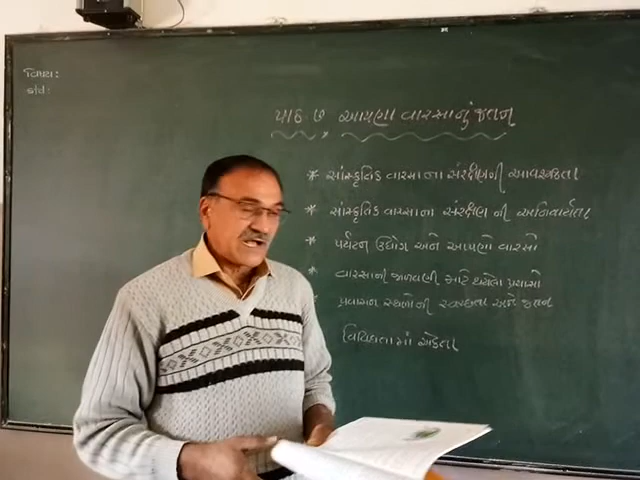 વિષય:
std:
પાઠ. ૭ આપણા વારસાનું જતન
* સાંસ્કૃતિક વારસાના સંરક્ષણની આવશ્યકતા
* સાંસ્કૃતિક વારસાના સંરક્ષણ ની અનિવાર્યતા
* પર્યટન ઉદ્યોગ અને આપણો વારસો
* વારસાની જાળવણી માટે થયેલા પ્રયાસો
પ્રવાસન સ્થળોની સ્વચ્છતા અને જતન
વિવિધતામાં એકતા